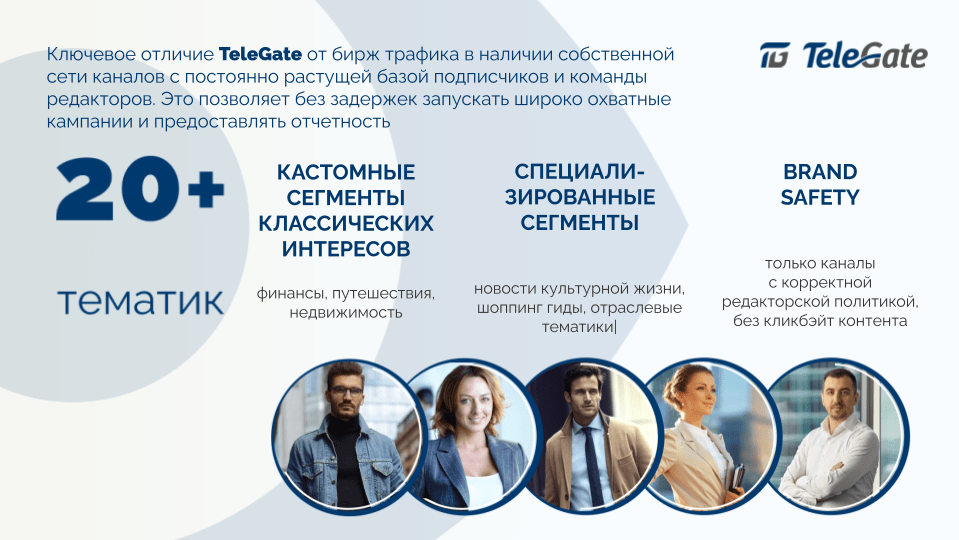 Ключевое отличие TeleGate от бирж трафика в наличии собственной
сети каналов с постоянно растущей базой подписчиков и команды
редакторов. Это позволяет без задержек запускать широко охватные
кампании и предоставлять отчетность
TG TeleGate
20+
тематик
КАСТОМНЫЕ
СЕГМЕНТЫ
КЛАССИЧЕСКИХ
ИНТЕРЕСОВ
финансы, путешествия,
недвижимость
СПЕЦИАЛИ-
ЗИРОВАННЫЕ
СЕГМЕНТЫ
новости культурной жизни,
шоппинг гиды, отраслевые
тематики|
BRAND
SAFETY
только каналы
с корректной
редакторской политикой,
без кликбэйт контента